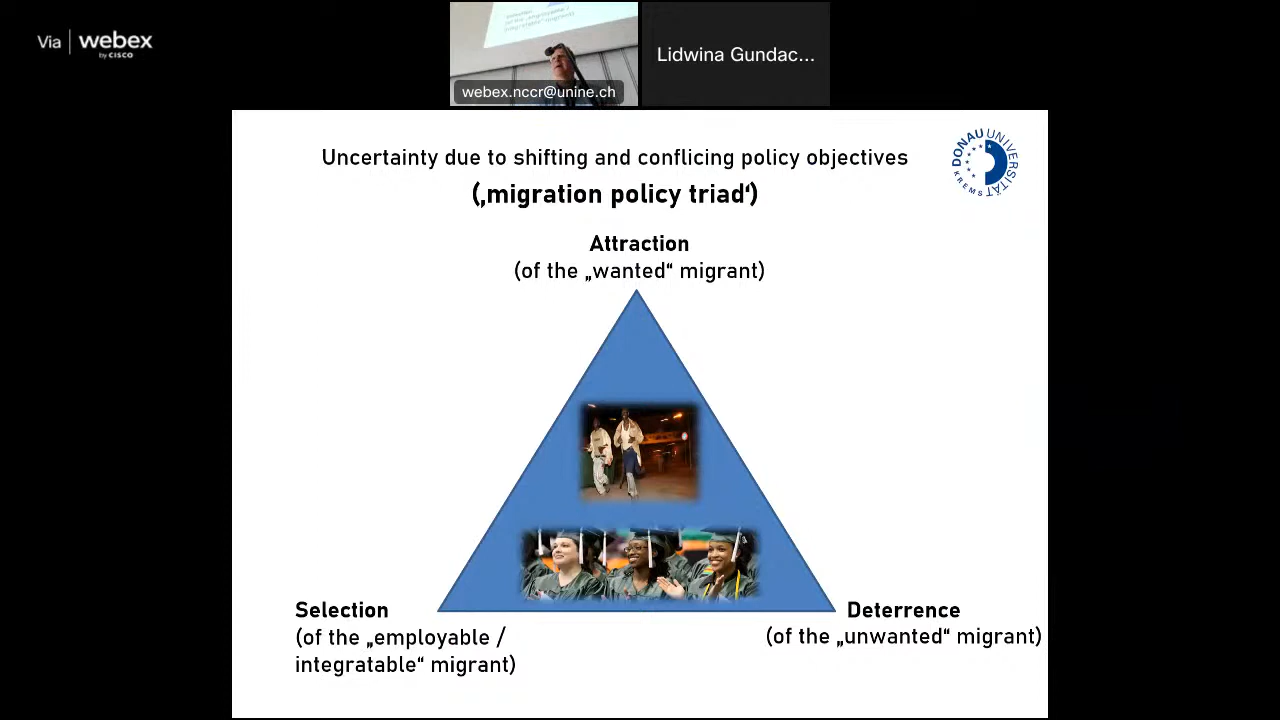 Via webex
by CISCO
webex.nccr@unine.ch
Lidwina Gundac...
Uncertainty due to shifting and conflicing policy objectives
(‚migration policy triad‘)
DONAU UNIVERSITÄT
KREMS
Attraction
(of the „wanted“ migrant)
Selection
(of the „employable /
integratable“ migrant)
Deterrence
(of the „unwanted“ migrant)